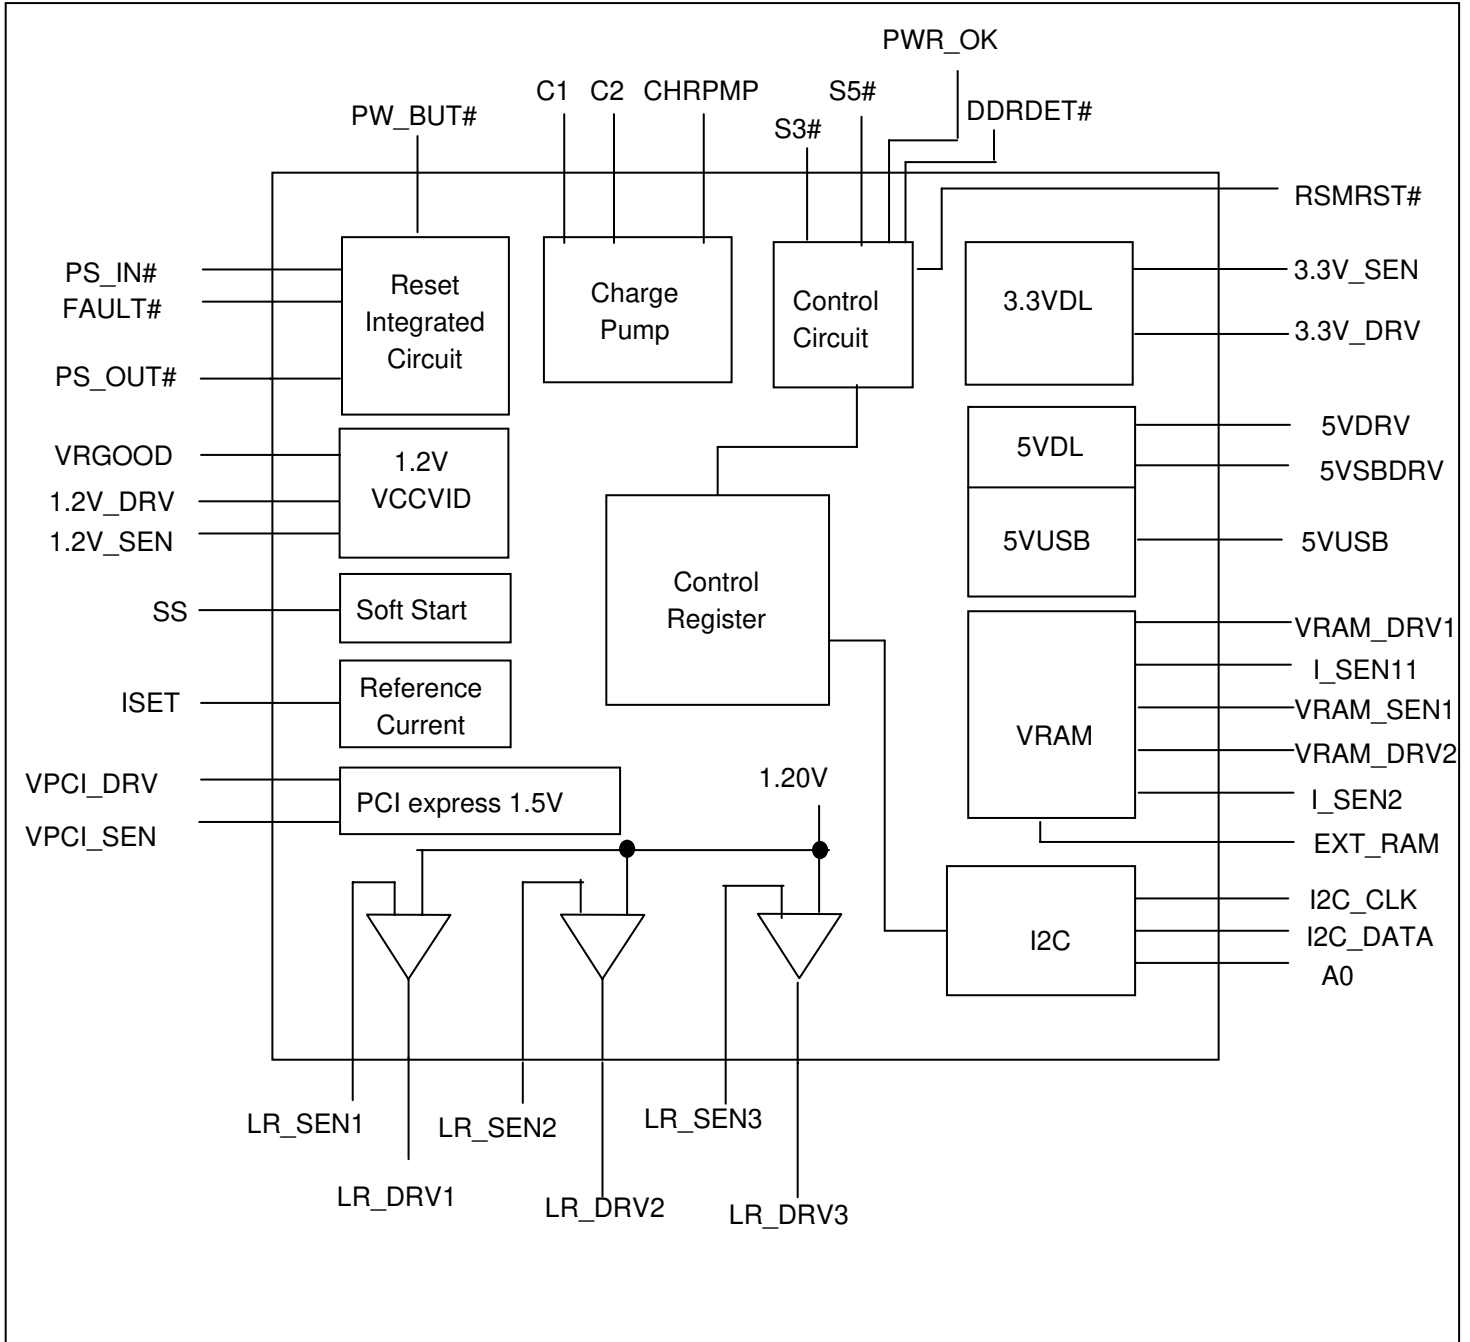 PWR_OK
C1 C2 CHRPMP
S5#
PW_BUT#
S3#
DDRDET#
RSMRST#
PS_IN#
FAULT#
PS_OUT#
Reset
Integrated
Circuit
Charge
Pump
Control
Circuit
3.3VDL
3.3V_SEN
3.3V_DRV
VRGOOD
1.2V_DRV
1.2V_SEN
1.2V
VCCVID
5VDL
5VDRV
5VSBDRV
5VUSB
5VUSB
SS
Soft Start
Control
Register
ISET
Reference
Current
VRAM
VRAM_DRV1
I_SEN11
VRAM_SEN1
VRAM_DRV2
I_SEN2
EXT_RAM
VPCI_DRV
VPCI_SEN
PCI express 1.5V
1.20V
I2C
I2C_CLK
I2C_DATA
A0
LR_SEN1
LR_SEN2
LR_SEN3
LR_DRV1
LR_DRV2
LR_DRV3